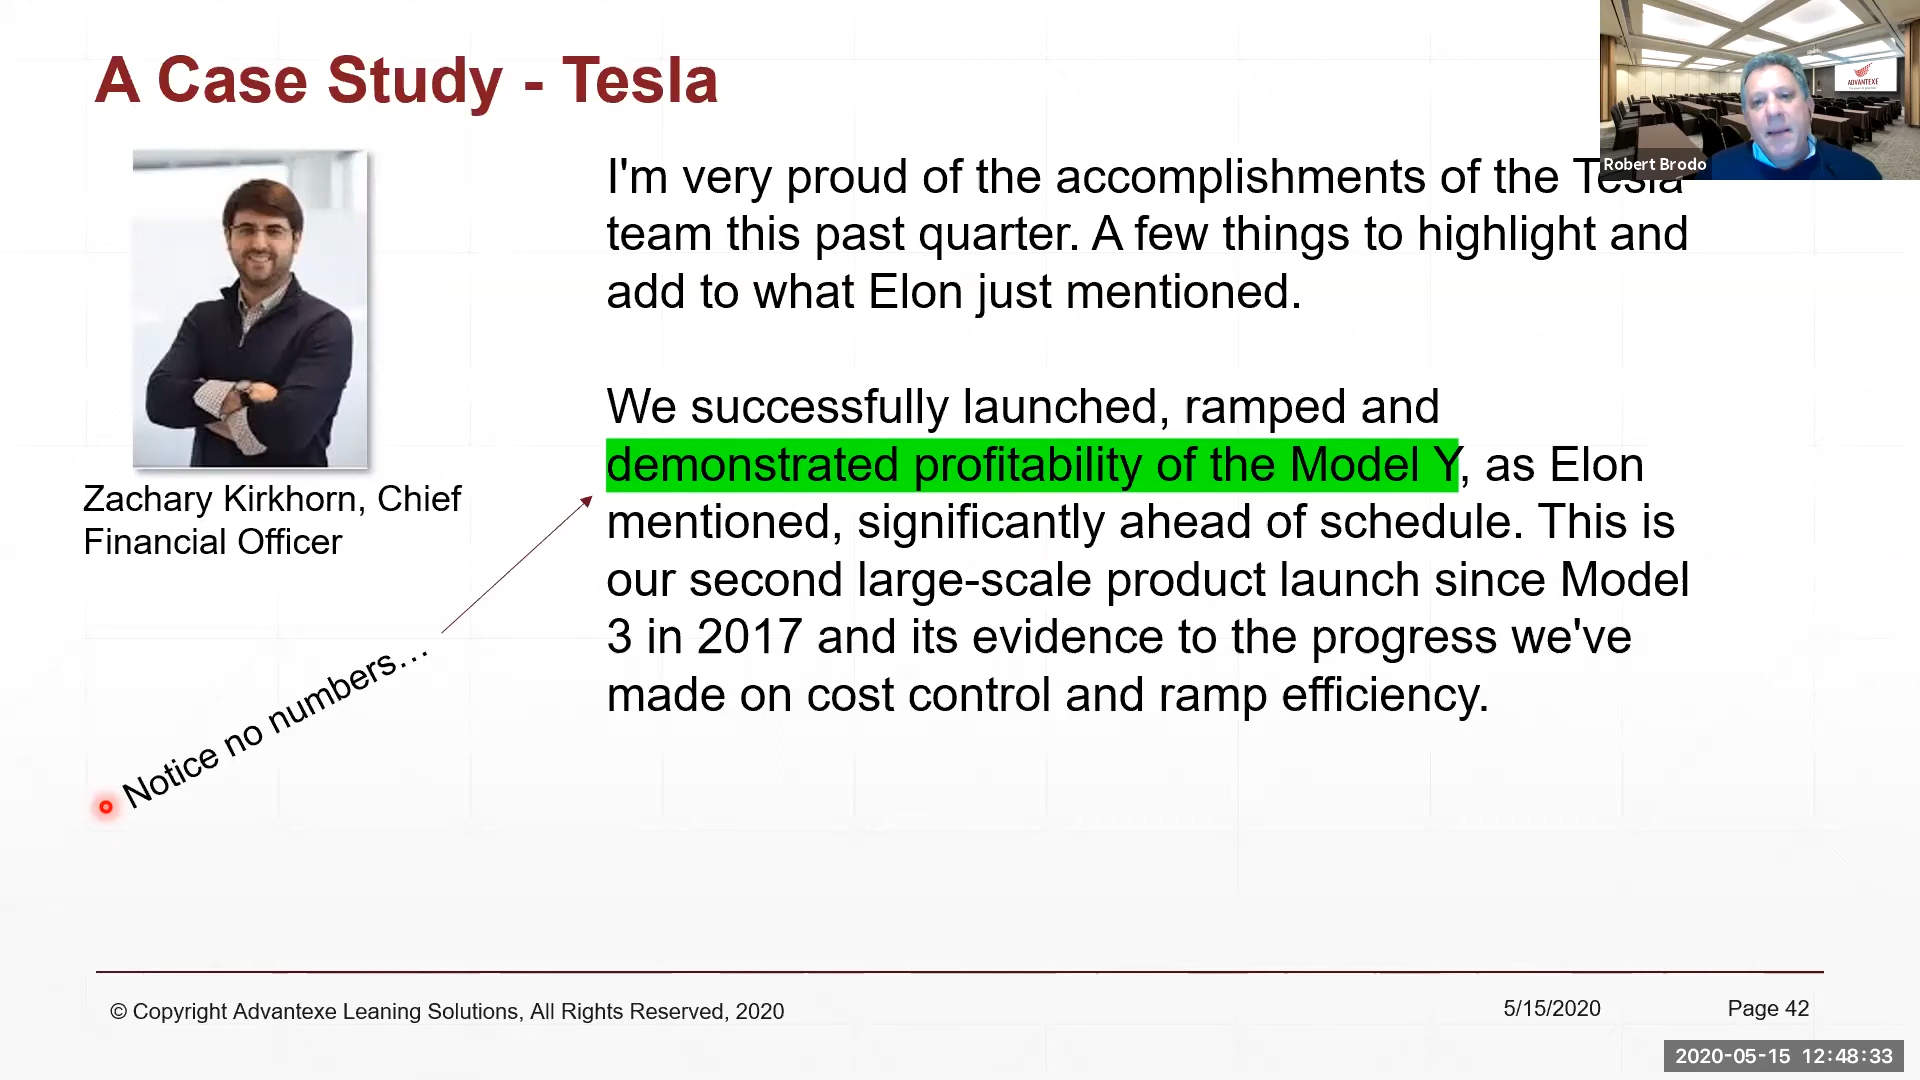 A Case Study - Tesla
ADVANTEXE
Robert Brodo
I'm very proud of the accomplishments of the Tesla
team this past quarter. A few things to highlight and
add to what Elon just mentioned.
We successfully launched, ramped and
demonstrated profitability of the Model Y, as Elon
mentioned, significantly ahead of schedule. This is
our second large-scale product launch since Model
3 in 2017 and its evidence to the progress we've
made on cost control and ramp efficiency.
Zachary Kirkhorn, Chief
Financial Officer
Notice no numbers…
© Copyright Advantexe Leaning Solutions, All Rights Reserved, 2020
5/15/2020
Page 42
2020-05-15 12:48:33